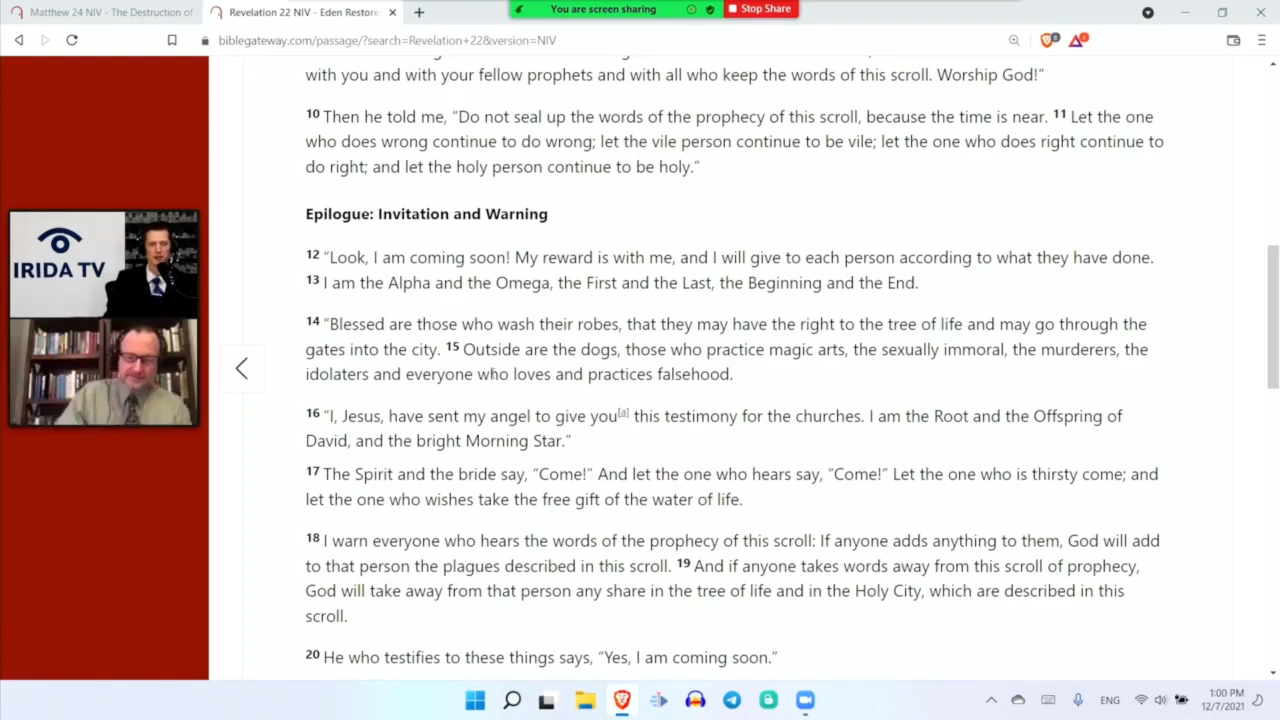 Matthew 24 NIV - The Destruction of
Revelation 22 NIV - Eden Restore
You are screen sharing
Stop Share
biblegateway.com/passage/?search=Revelation+22&version=NIV
with you and with your fellow prophets and with all who keep the words of this scroll. Worship God!”
10 Then he told me, “Do not seal up the words of the prophecy of this scroll, because the time is near. 11 Let the one
who does wrong continue to do wrong; let the vile person continue to be vile; let the one who does right continue to
do right; and let the holy person continue to be holy.”
Epilogue: Invitation and Warning
12 “Look, I am coming soon! My reward is with me, and I will give to each person according to what they have done.
13 I am the Alpha and the Omega, the First and the Last, the Beginning and the End.
14 “Blessed are those who wash their robes, that they may have the right to the tree of life and may go through the
gates into the city. 15 Outside are the dogs, those who practice magic arts, the sexually immoral, the murderers, the
idolaters and everyone who loves and practices falsehood.
16 “I, Jesus, have sent my angel to give you[a] this testimony for the churches. I am the Root and the Offspring of
David, and the bright Morning Star.”
17 The Spirit and the bride say, “Come!” And let the one who hears say, “Come!” Let the one who is thirsty come; and
let the one who wishes take the free gift of the water of life.
18 I warn everyone who hears the words of the prophecy of this scroll: If anyone adds anything to them, God will add
to that person the plagues described in this scroll. 19 And if anyone takes words away from this scroll of prophecy,
God will take away from that person any share in the tree of life and in the Holy City, which are described in this
scroll.
20 He who testifies to these things says, “Yes, I am coming soon.”
IRIDA TV
ENG
1:00 PM
12/7/2021